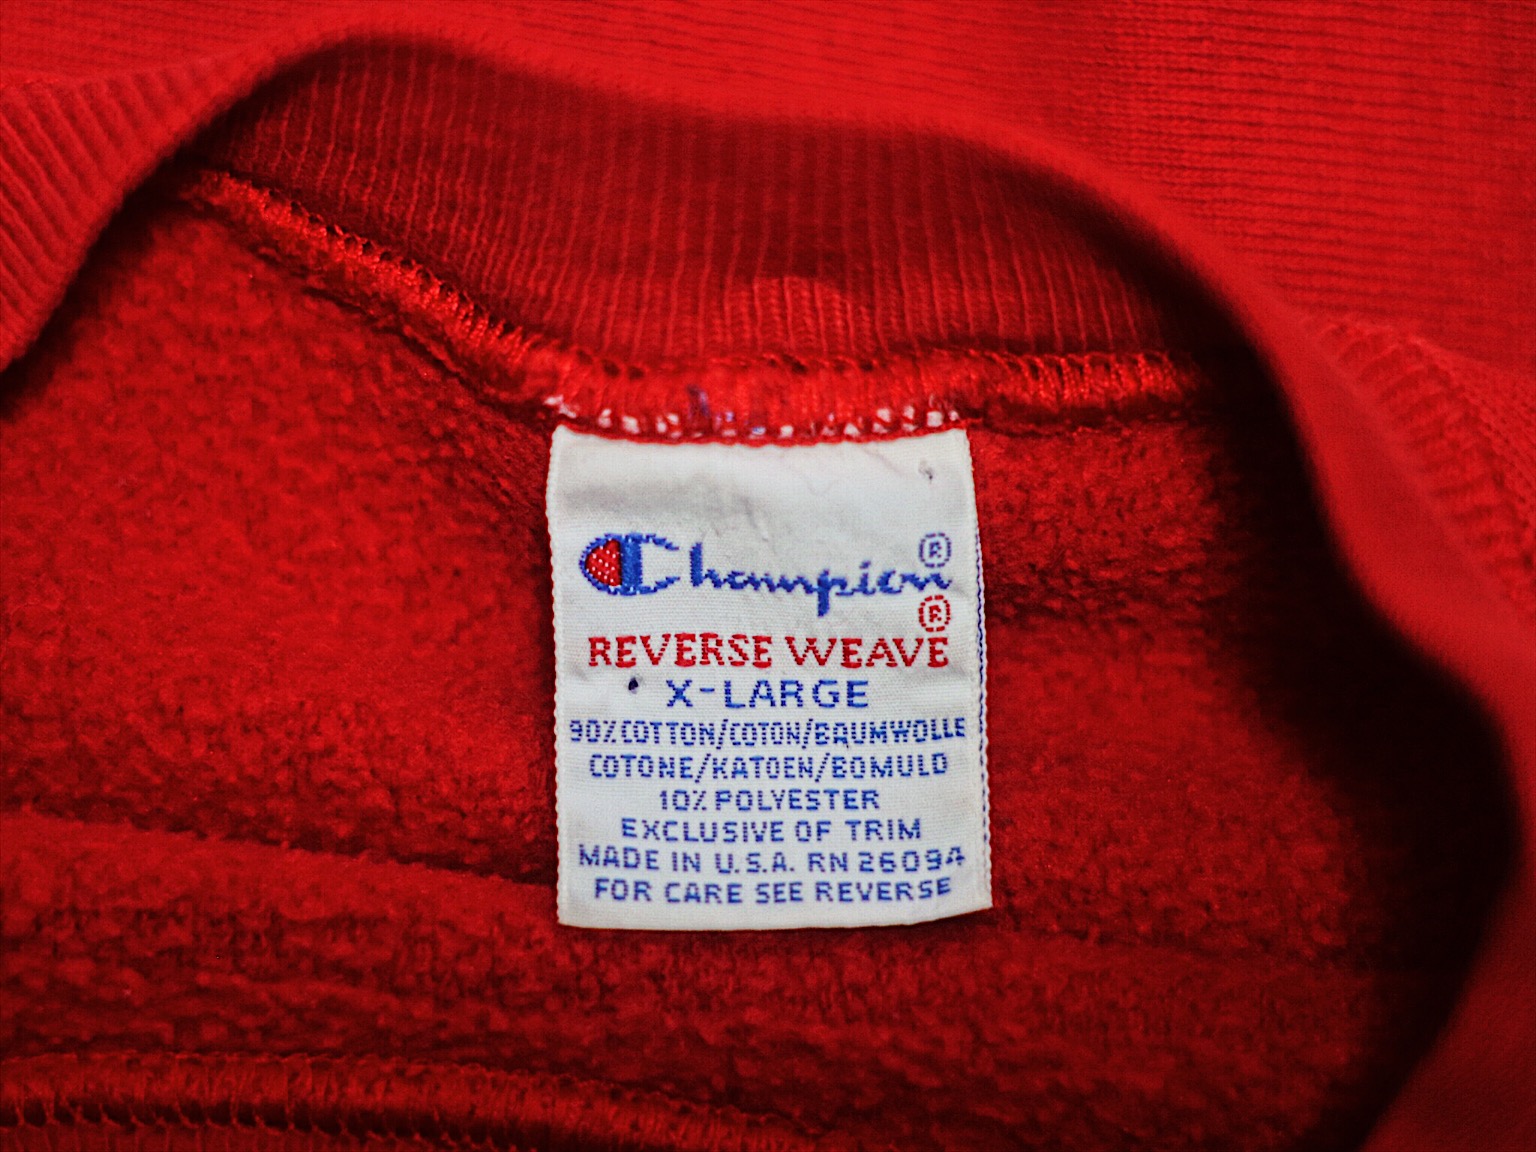 Champion®
REVERSE WEAVE®
X-LARGE
90% COTTON/COTON/BAUMWOLLE
COTONE/KATOEN/BOMULD
10% POLYESTER
EXCLUSIVE OF TRIM
MADE IN U.S.A. RN 26094
FOR CARE SEE REVERSE